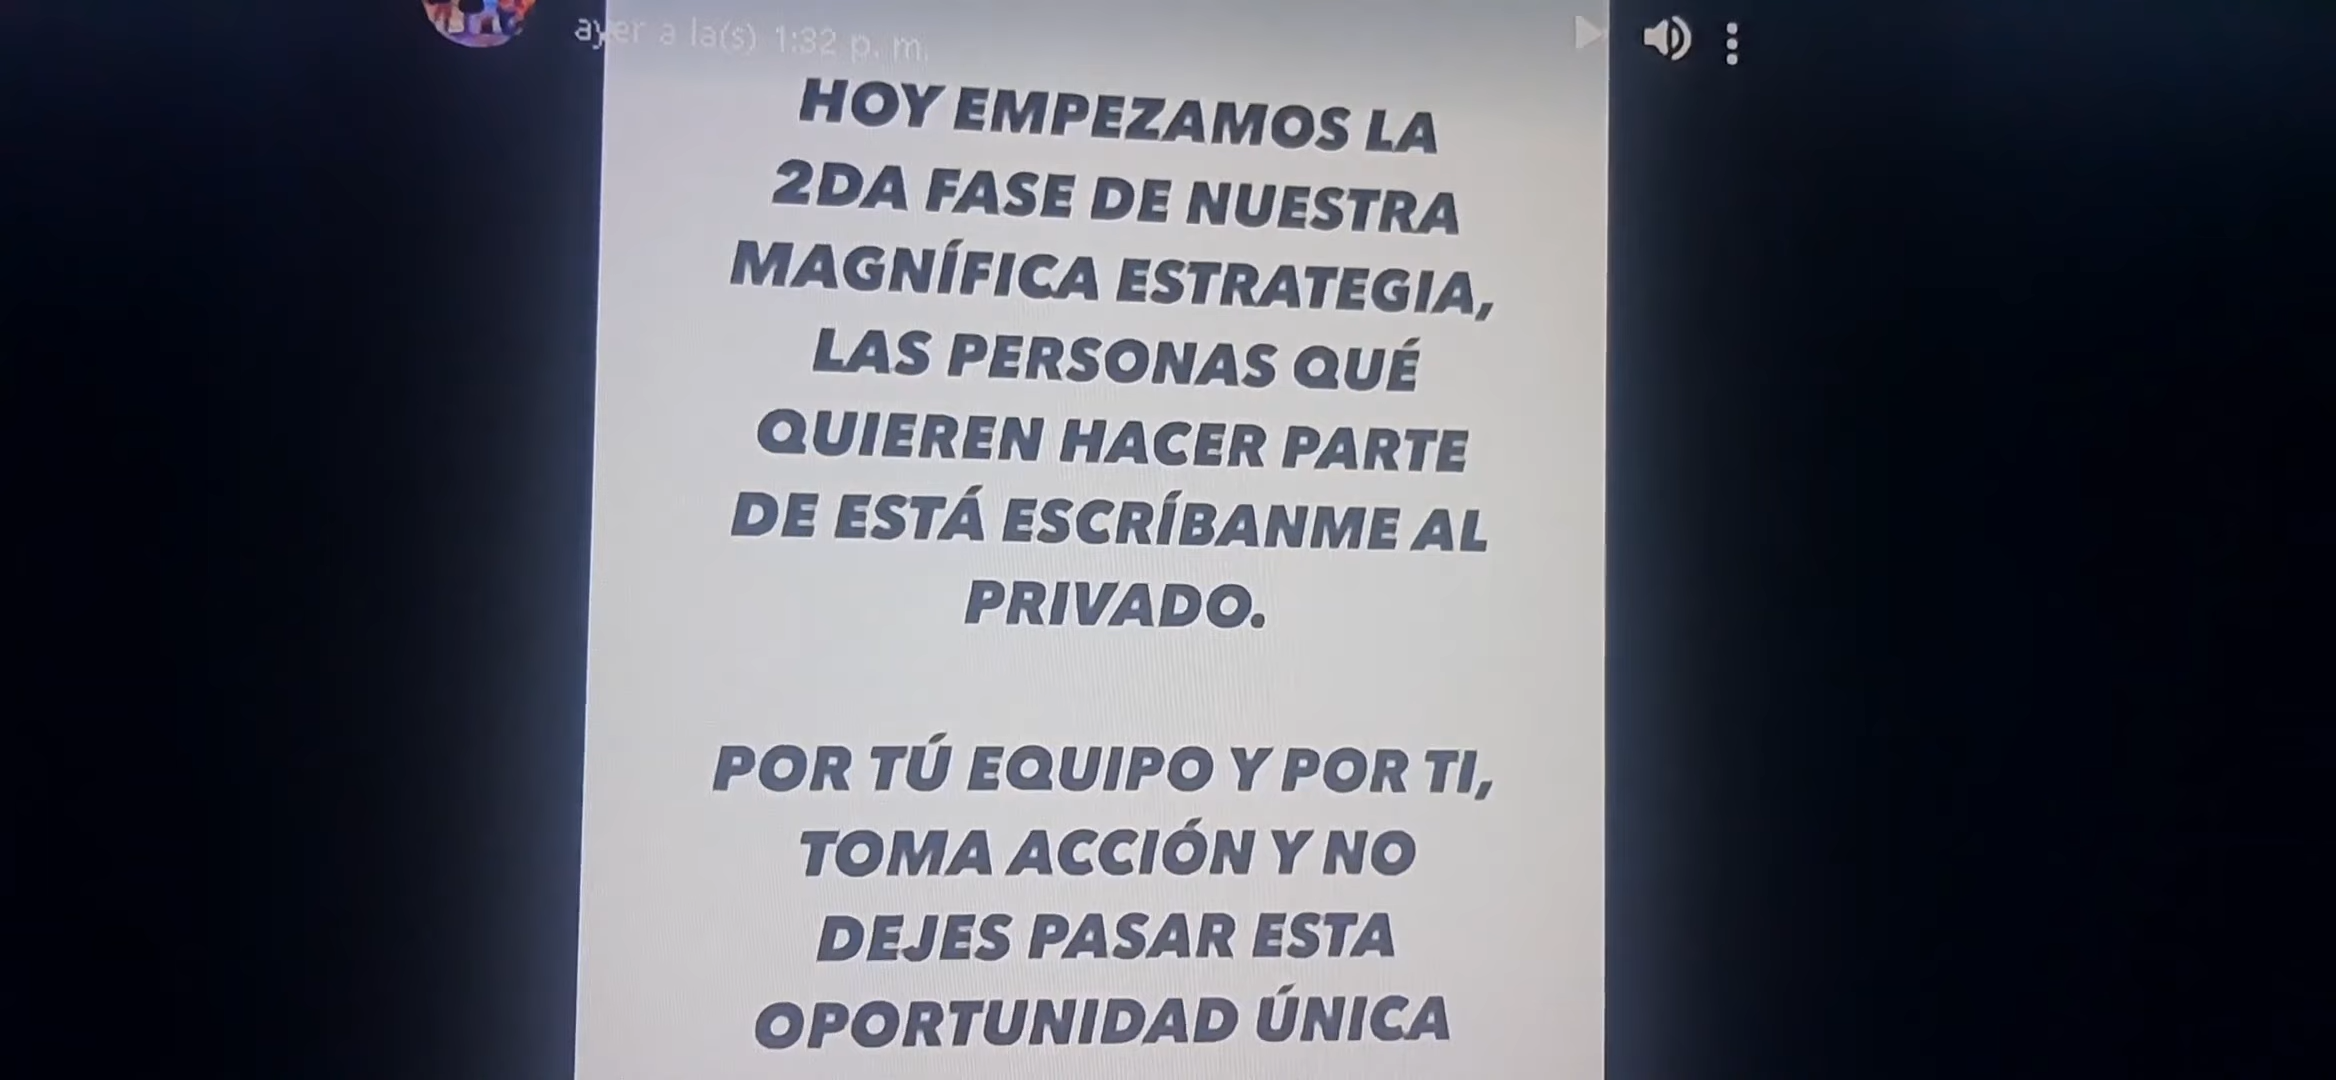 ayer a la(s) 1:32 p. m.
HOY EMPEZAMOS LA
2DA FASE DE NUESTRA
MAGNÍFICA ESTRATEGIA,
LAS PERSONAS QUÉ
QUIEREN HACER PARTE
DE ESTÁ ESCRÍBANME AL
PRIVADO.
POR TÚ EQUIPO Y POR TI,
TOMA ACCIÓN Y NO
DEJES PASAR ESTA
OPORTUNIDAD ÚNICA